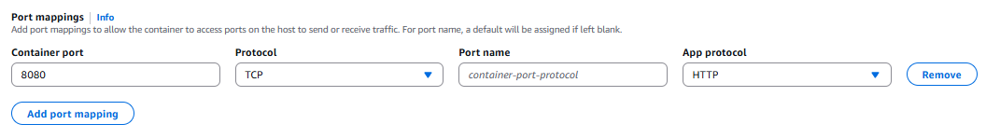 Port mappings | Info
Add port mappings to allow the container to access ports on the host to send or receive traffic. For port name, a default will be assigned if left blank.
Container port Protocol Port name App protocol
8080 TCP container-port-protocol HTTP Remove
Add port mapping